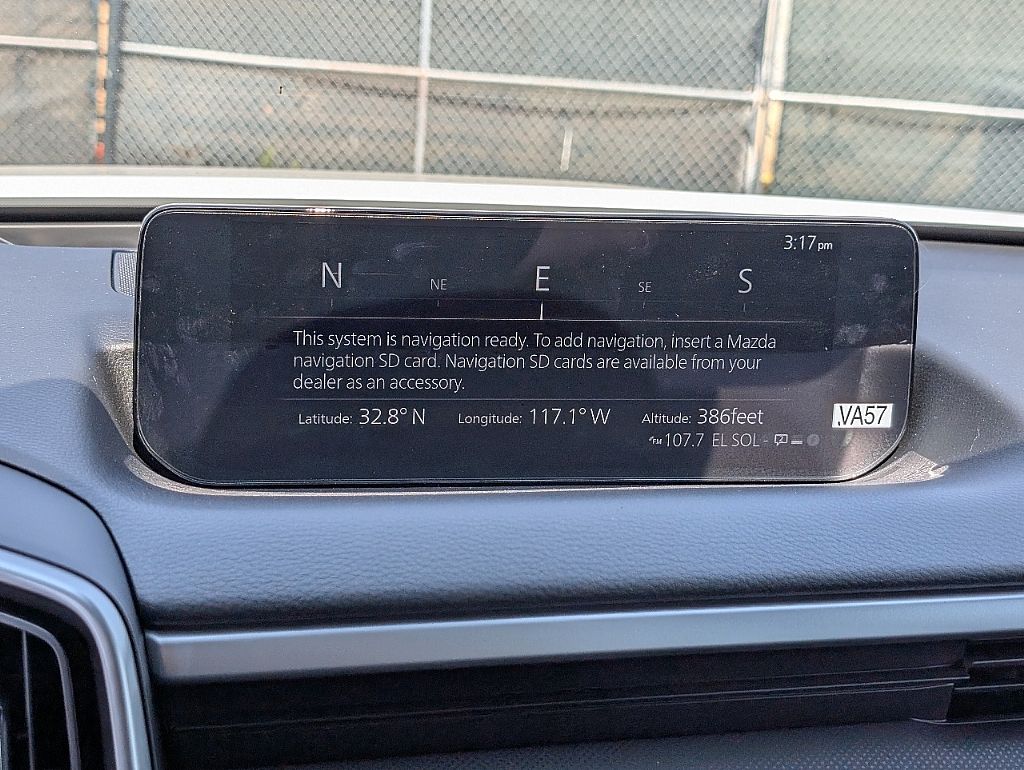 3:17pm
N NE E SE S
This system is navigation ready. To add navigation, insert a Mazda
navigation SD card. Navigation SD cards are available from your
dealer as an accessory.
Latitude: 32.8° N Longitude: 117.1° W Altitude: 386feet
FM 107.7 EL SOL -
.VA57